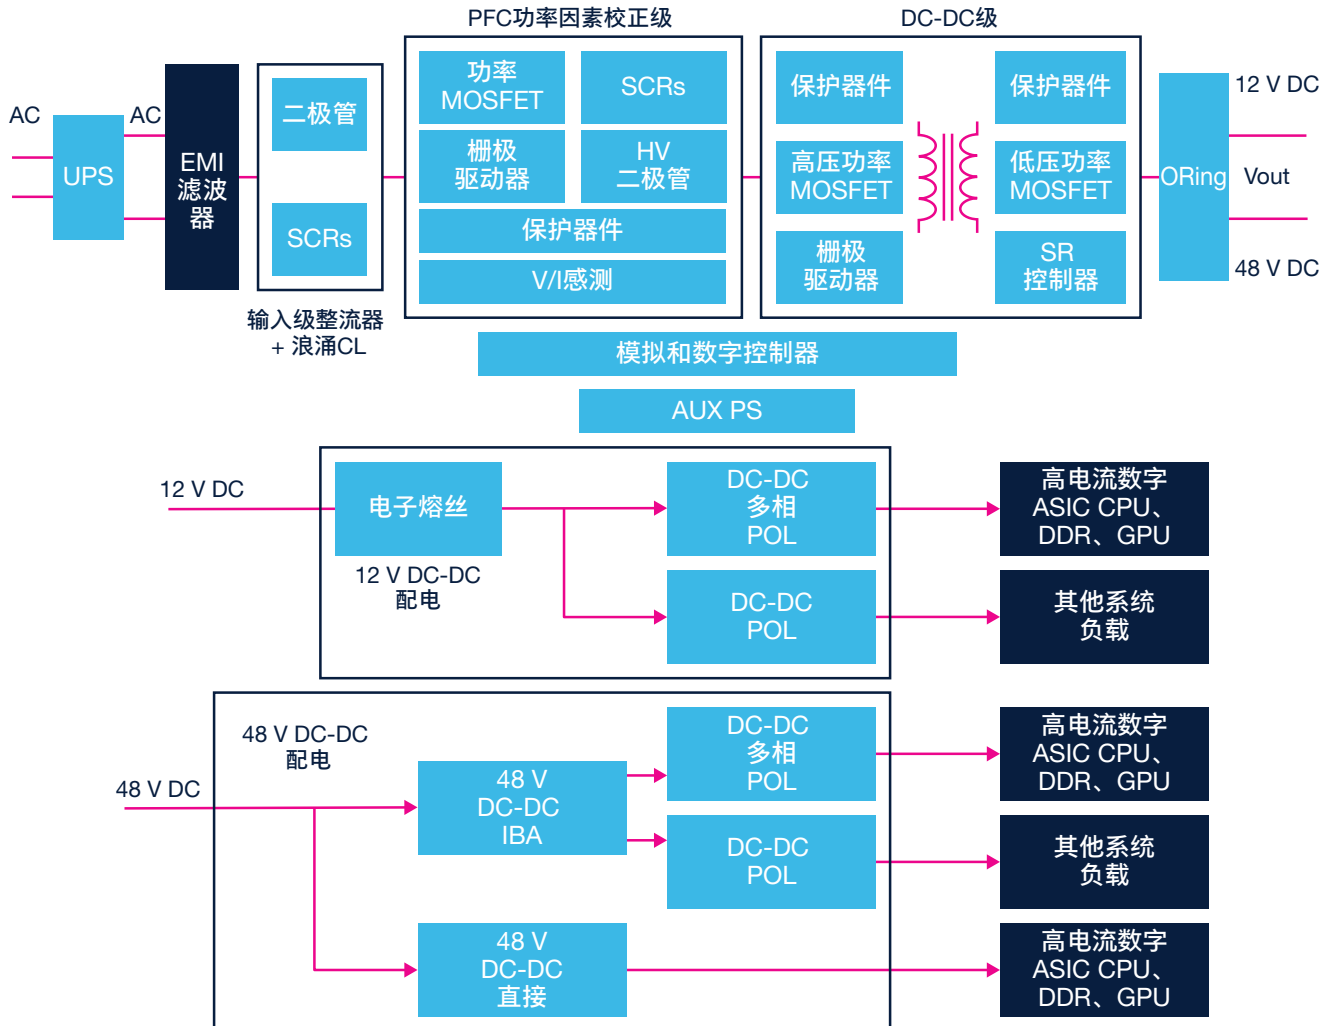 PFC功率因素校正级
DC-DC级
AC
UPS
AC
EMI
滤波
器
二极管
SCRs
输入级整流器
+ 浪涌CL
功率
MOSFET
SCRs
栅极
驱动器
HV
二极管
保护器件
V/I感测
保护器件
高压功率
MOSFET
栅极
驱动器
保护器件
低压功率
MOSFET
SR
控制器
ORing
12 V DC
Vout
48 V DC
模拟和数字控制器
AUX PS
12 V DC
电子熔丝
12 V DC-DC
配电
DC-DC
多相
POL
高电流数字
ASIC CPU、
DDR、GPU
DC-DC
POL
其他系统
负载
48 V DC-DC
配电
48 V DC
48 V
DC-DC
IBA
DC-DC
多相
POL
高电流数字
ASIC CPU、
DDR、GPU
DC-DC
POL
其他系统
负载
48 V
DC-DC
直接
高电流数字
ASIC CPU、
DDR、GPU